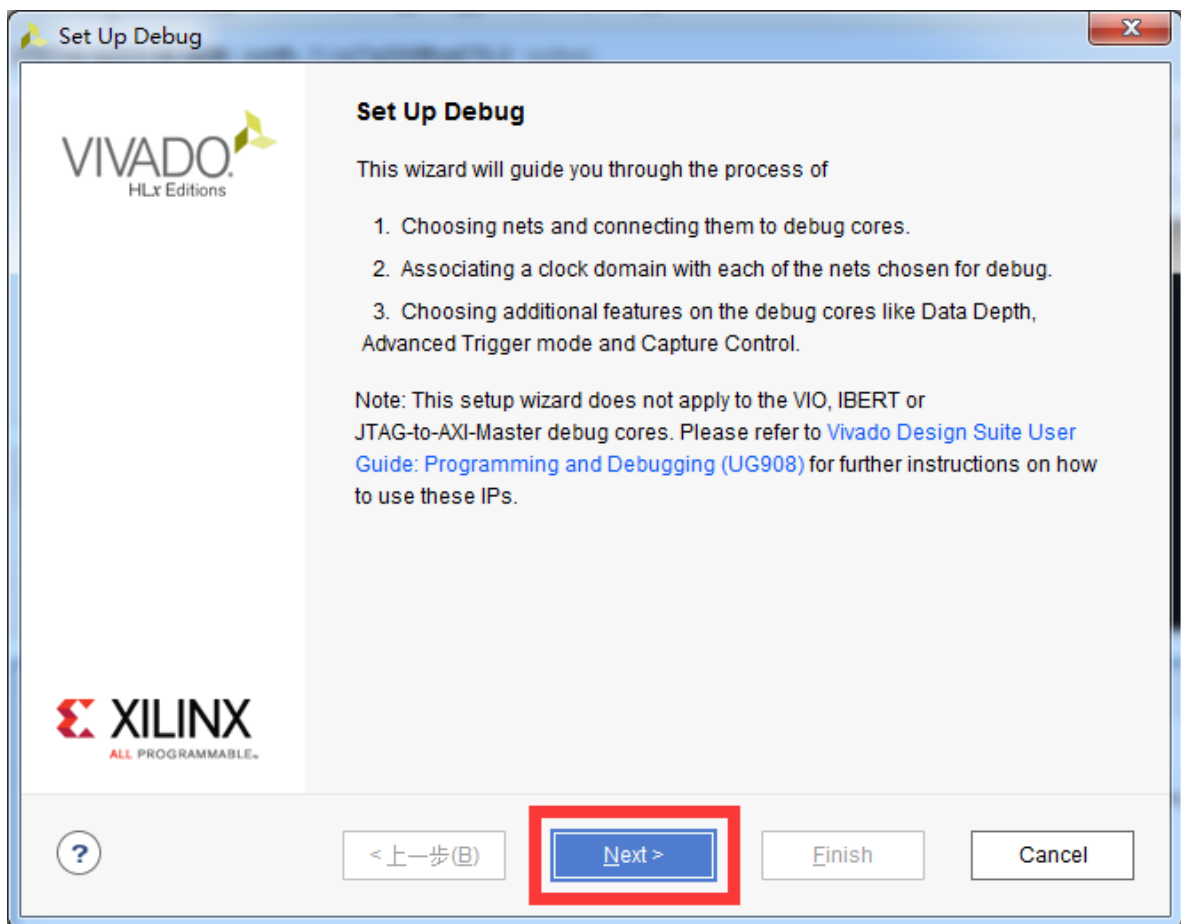 Set Up Debug
x
VIVADO.
HLx Editions
Set Up Debug
This wizard will guide you through the process of
1. Choosing nets and connecting them to debug cores.
2. Associating a clock domain with each of the nets chosen for debug.
3. Choosing additional features on the debug cores like Data Depth,
Advanced Trigger mode and Capture Control.
Note: This setup wizard does not apply to the VIO, IBERT or
JTAG-to-AXI-Master debug cores. Please refer to Vivado Design Suite User
Guide: Programming and Debugging (UG908) for further instructions on how
to use these IPs.
XILINX
ALL PROGRAMMABLE™
? <上一步(B) Next > Finish Cancel